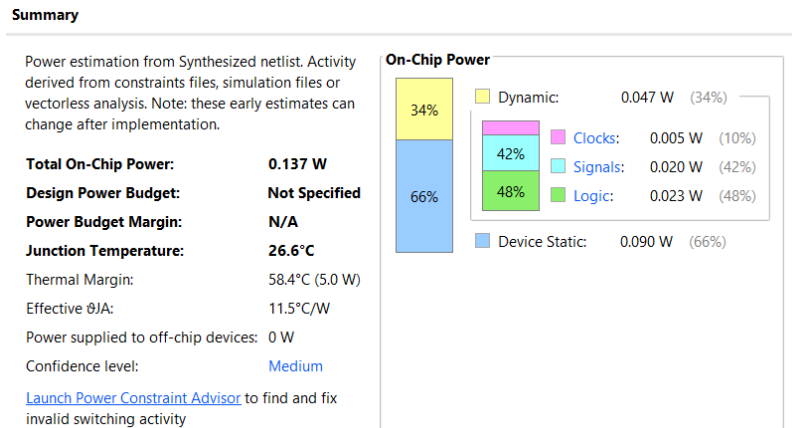 Summary
Power estimation from Synthesized netlist. Activity
derived from constraints files, simulation files or
vectorless analysis. Note: these early estimates can
change after implementation.
Total On-Chip Power: 0.137 W
Design Power Budget: Not Specified
Power Budget Margin: N/A
Junction Temperature: 26.6°C
Thermal Margin: 58.4°C (5.0 W)
Effective ϑJA: 11.5°C/W
Power supplied to off-chip devices: 0 W
Confidence level: Medium
Launch Power Constraint Advisor to find and fix
invalid switching activity
On-Chip Power
34%
66%
Dynamic: 0.047 W (34%)
42%
48%
Clocks: 0.005 W (10%)
Signals: 0.020 W (42%)
Logic: 0.023 W (48%)
Device Static: 0.090 W (66%)